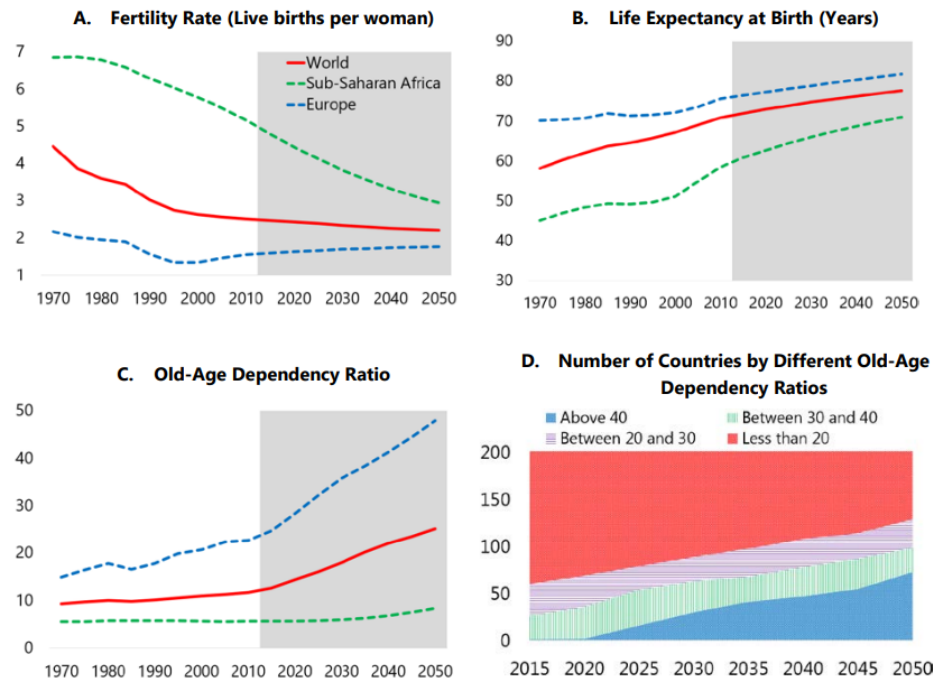 A. Fertility Rate (Live births per woman)
7
6
5
4
3
2
1
World
Sub-Saharan Africa
Europe
1970 1980 1990 2000 2010 2020 2030 2040 2050
B. Life Expectancy at Birth (Years)
90
80
70
60
50
40
30
1970 1980 1990 2000 2010 2020 2030 2040 2050
C. Old-Age Dependency Ratio
50
40
30
20
10
0
1970 1980 1990 2000 2010 2020 2030 2040 2050
D. Number of Countries by Different Old-Age
Dependency Ratios
Above 40 Between 30 and 40
Between 20 and 30 Less than 20
200
150
100
50
0
2015 2020 2025 2030 2035 2040 2045 2050